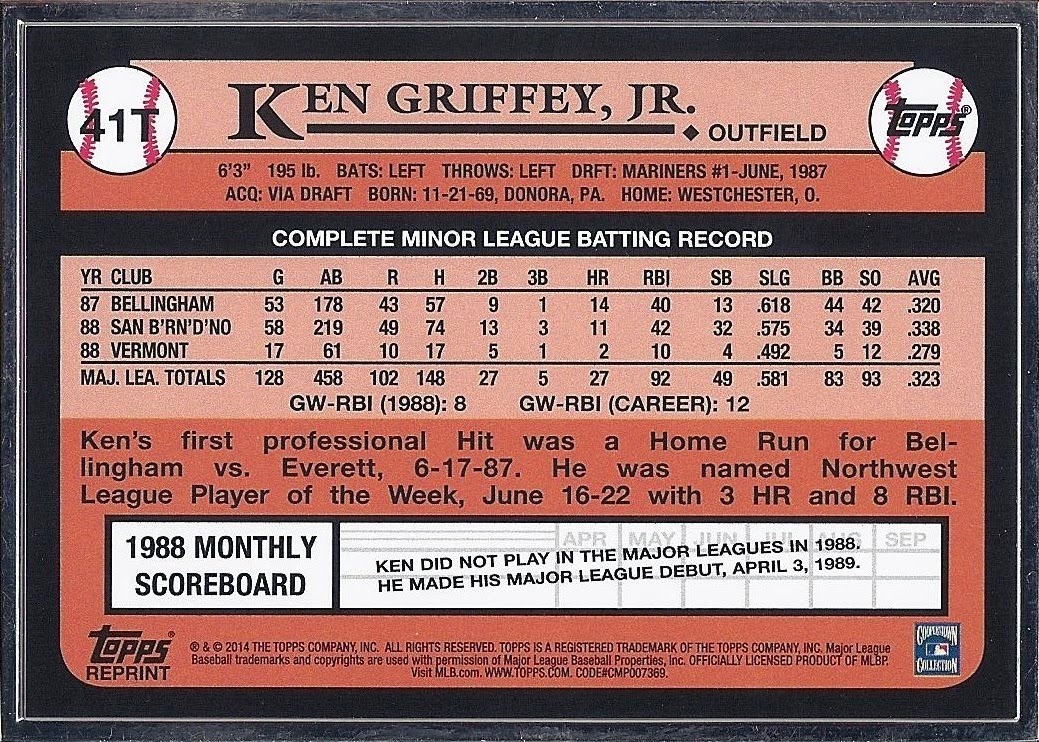 41T
KEN GRIFFEY, JR.
♦ OUTFIELD
TOPPS®
6'3" 195 lb. BATS: LEFT THROWS: LEFT DRFT: MARINERS #1-JUNE, 1987
ACQ: VIA DRAFT BORN: 11-21-69, DONORA, PA. HOME: WESTCHESTER, O.
COMPLETE MINOR LEAGUE BATTING RECORD
YR CLUB G AB R H 2B 3B HR RBI SB SLG BB SO AVG
87 BELLINGHAM 53 178 43 57 9 1 14 40 13 .618 44 42 .320
88 SAN B'RN'D'NO 58 219 49 74 13 3 11 42 32 .575 34 39 .338
88 VERMONT 17 61 10 17 5 1 2 10 4 .492 5 12 .279
MAJ. LEA. TOTALS 128 458 102 148 27 5 27 92 49 .581 83 93 .323
GW-RBI (1988): 8 GW-RBI (CAREER): 12
Ken's first professional Hit was a Home Run for Bel-
lingham vs. Everett, 6-17-87. He was named Northwest
League Player of the Week, June 16-22 with 3 HR and 8 RBI.
1988 MONTHLY
SCOREBOARD
APR MAY JUN JUL AUG SEP
KEN DID NOT PLAY IN THE MAJOR LEAGUES IN 1988.
HE MADE HIS MAJOR LEAGUE DEBUT, APRIL 3, 1989.
TOPPS®
REPRINT
® & © 2014 THE TOPPS COMPANY, INC. ALL RIGHTS RESERVED. TOPPS IS A REGISTERED TRADEMARK OF THE TOPPS COMPANY, INC. Major League
Baseball trademarks and copyrights are used with permission of Major League Baseball Properties, Inc. OFFICIALLY LICENSED PRODUCT OF MLBP.
Visit MLB.com. WWW.TOPPS.COM. CODE#CMP007369.
COOPERSTOWN
COLLECTION